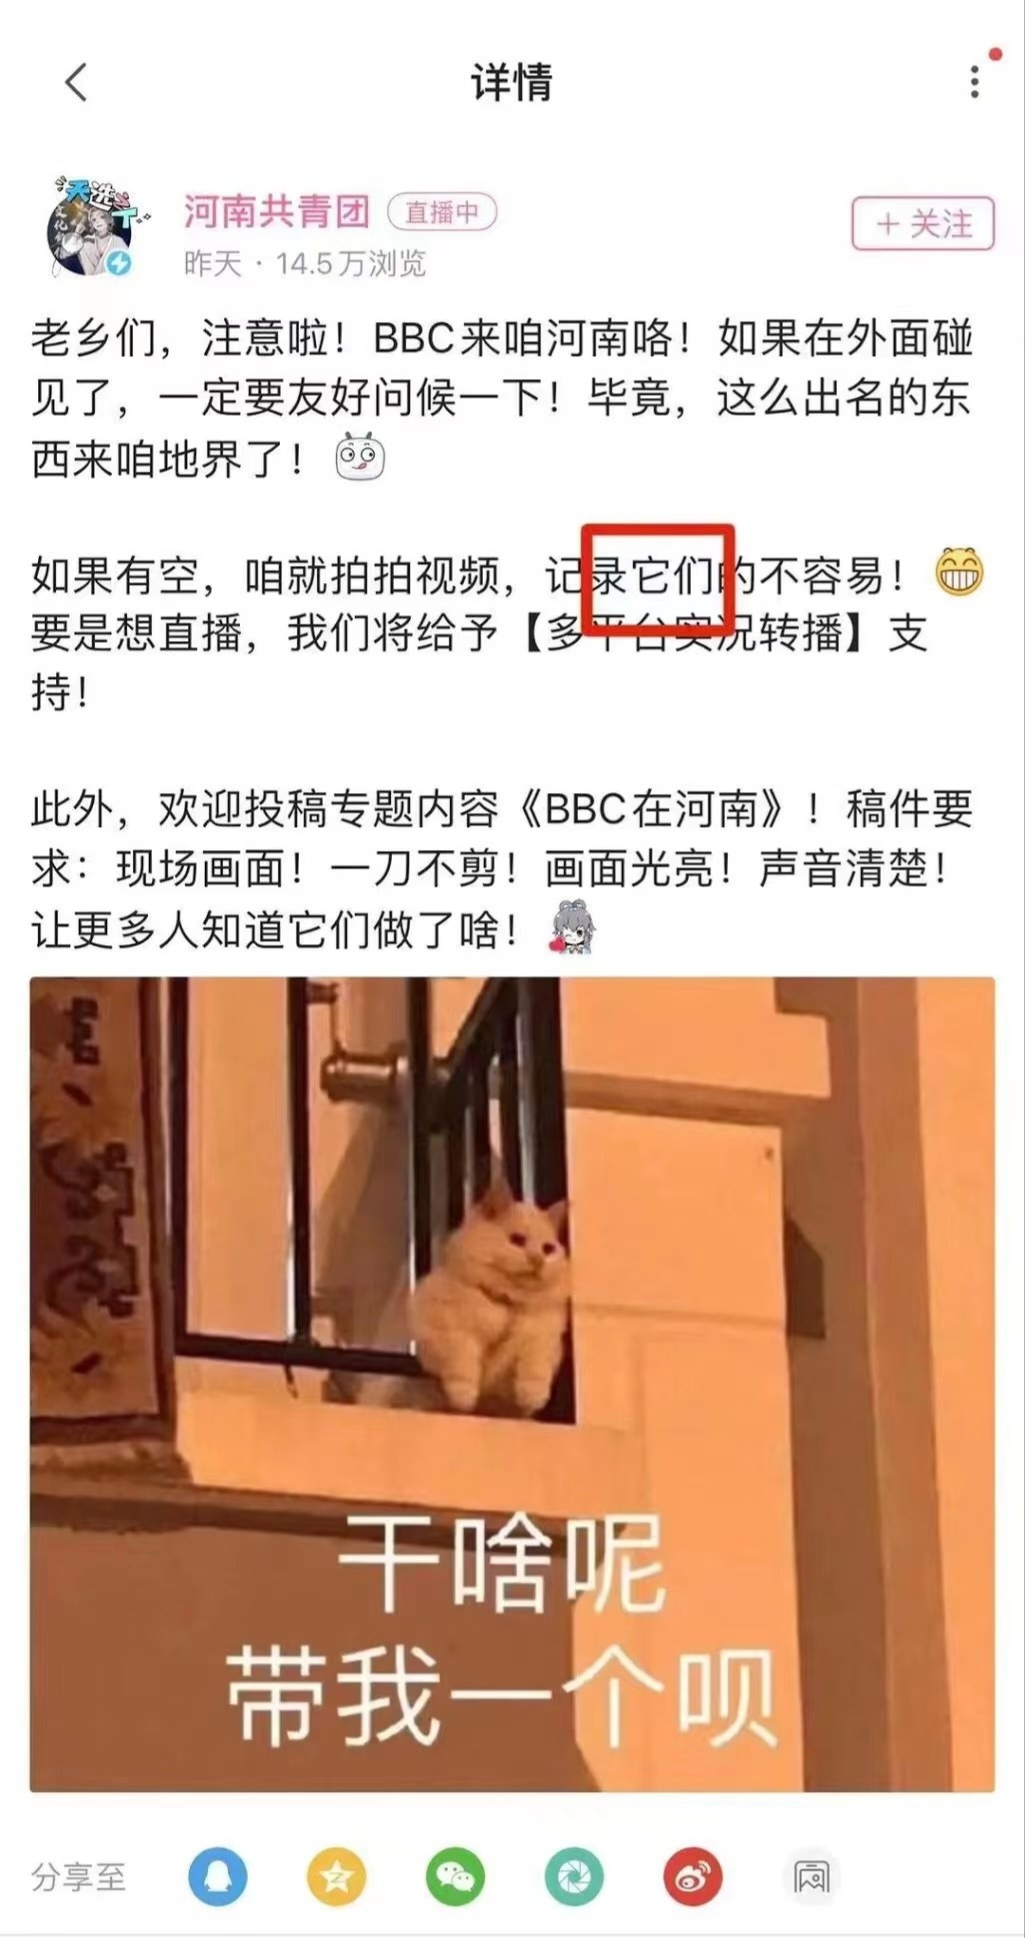 详情
天选
河南共青团 直播中
+ 关注
昨天 · 14.5万浏览
老乡们，注意啦！BBC来咱河南咯！如果在外面碰
见了，一定要友好问候一下！毕竟，这么出名的东
西来咱地界了！
如果有空，咱就拍拍视频，记录它们的不容易！
要是想直播，我们将给予【多平台实况转播】支
持！
此外，欢迎投稿专题内容《BBC在河南》！稿件要
求：现场画面！一刀不剪！画面光亮！声音清楚！
让更多人知道它们做了啥！
干啥呢
带我一个呗
分享至